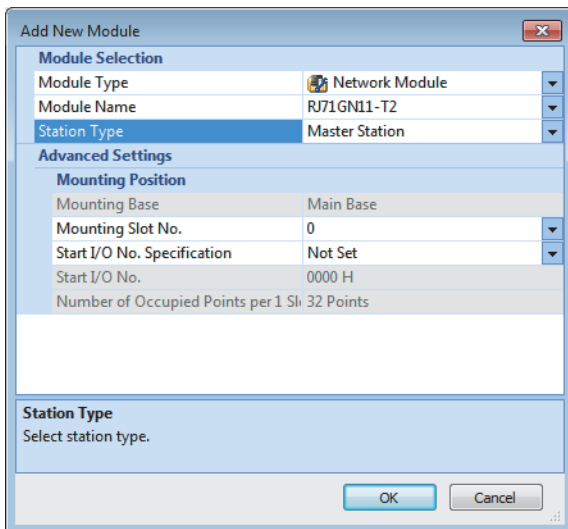 Add New Module
Module Selection
Module Type Network Module
Module Name RJ71GN11-T2
Station Type Master Station
Advanced Settings
Mounting Position
Mounting Base Main Base
Mounting Slot No. 0
Start I/O No. Specification Not Set
Start I/O No. 0000 H
Number of Occupied Points per 1 Sl 32 Points
Station Type
Select station type.
OK Cancel